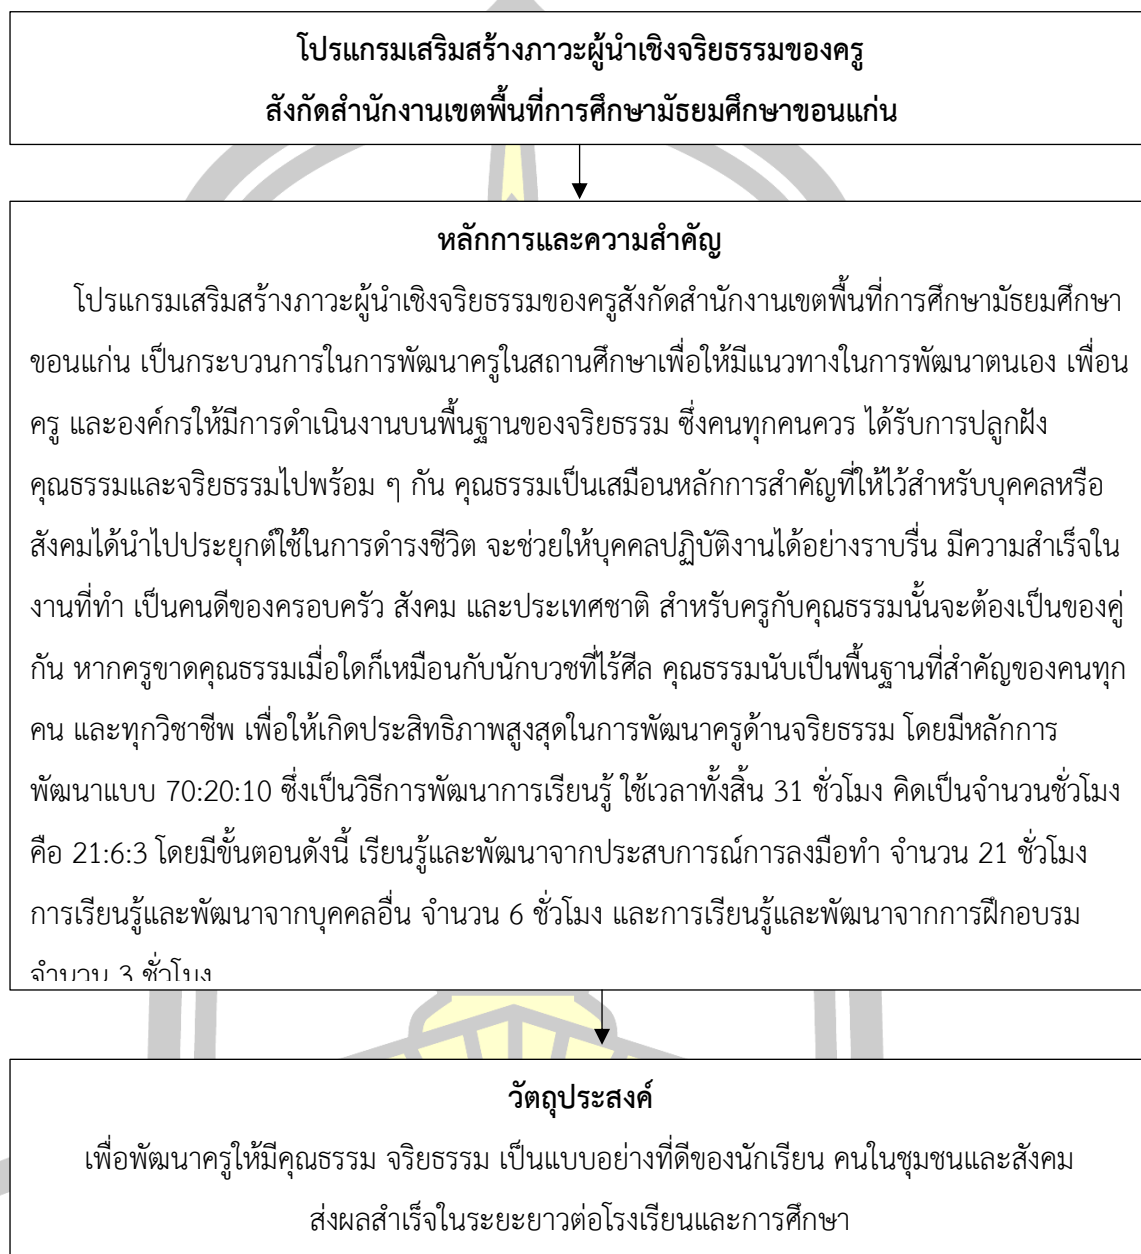 โปรแกรมเสริมสร้างภาวะผู้นำเชิงจริยธรรมของครู
สังกัดสำนักงานเขตพื้นที่การศึกษามัธยมศึกษาขอนแก่น
หลักการและความสำคัญ
โปรแกรมเสริมสร้างภาวะผู้นำเชิงจริยธรรมของครูสังกัดสำนักงานเขตพื้นที่การศึกษามัธยมศึกษา
ขอนแก่น เป็นกระบวนการในการพัฒนาครูในสถานศึกษาเพื่อให้มีแนวทางในการพัฒนาตนเอง เพื่อน
ครู และองค์กรให้มีการดำเนินงานบนพื้นฐานของจริยธรรม ซึ่งคนทุกคนควร ได้รับการปลูกฝัง
คุณธรรมและจริยธรรมไปพร้อม ๆ กัน คุณธรรมเป็นเสมือนหลักการสำคัญที่ให้ไว้สำหรับบุคคลหรือ
สังคมได้นำไปประยุกต์ใช้ในการดำรงชีวิต จะช่วยให้บุคคลปฏิบัติงานได้อย่างราบรื่น มีความสำเร็จใน
งานที่ทำ เป็นคนดีของครอบครัว สังคม และประเทศชาติ สำหรับครูกับคุณธรรมนั้นจะต้องเป็นของคู่
กัน หากครูขาดคุณธรรมเมื่อใดก็เหมือนกับนักบวชที่ไร้ศีล คุณธรรมนับเป็นพื้นฐานที่สำคัญของคนทุก
คน และทุกวิชาชีพ เพื่อให้เกิดประสิทธิภาพสูงสุดในการพัฒนาครูด้านจริยธรรม โดยมีหลักการ
พัฒนาแบบ 70:20:10 ซึ่งเป็นวิธีการพัฒนาการเรียนรู้ ใช้เวลาทั้งสิ้น 31 ชั่วโมง คิดเป็นจำนวนชั่วโมง
คือ 21:6:3 โดยมีขั้นตอนดังนี้ เรียนรู้และพัฒนาจากประสบการณ์การลงมือทำ จำนวน 21 ชั่วโมง
การเรียนรู้และพัฒนาจากบุคคลอื่น จำนวน 6 ชั่วโมง และการเรียนรู้และพัฒนาจากการฝึกอบรม
จำนวน 3 ชั่วโมง
วัตถุประสงค์
เพื่อพัฒนาครูให้มีคุณธรรม จริยธรรม เป็นแบบอย่างที่ดีของนักเรียน คนในชุมชนและสังคม
ส่งผลสำเร็จในระยะยาวต่อโรงเรียนและการศึกษา